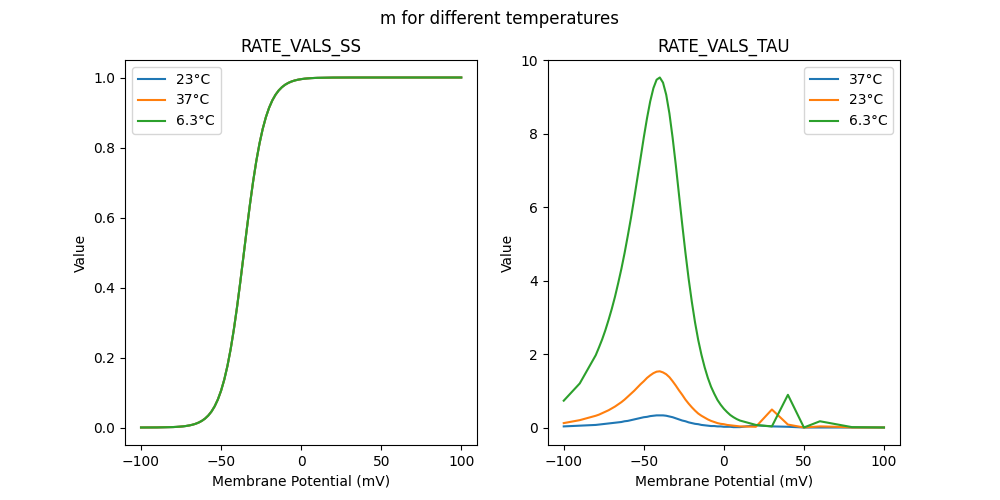 m for different temperatures
RATE_VALS_SS
1.0
0.8
0.6
0.4
0.2
0.0
Value
23°C
37°C
6.3°C
−100
−50
0
50
100
Membrane Potential (mV)
RATE_VALS_TAU
10
8
6
4
2
0
Value
37°C
23°C
6.3°C
−100
−50
0
50
100
Membrane Potential (mV)